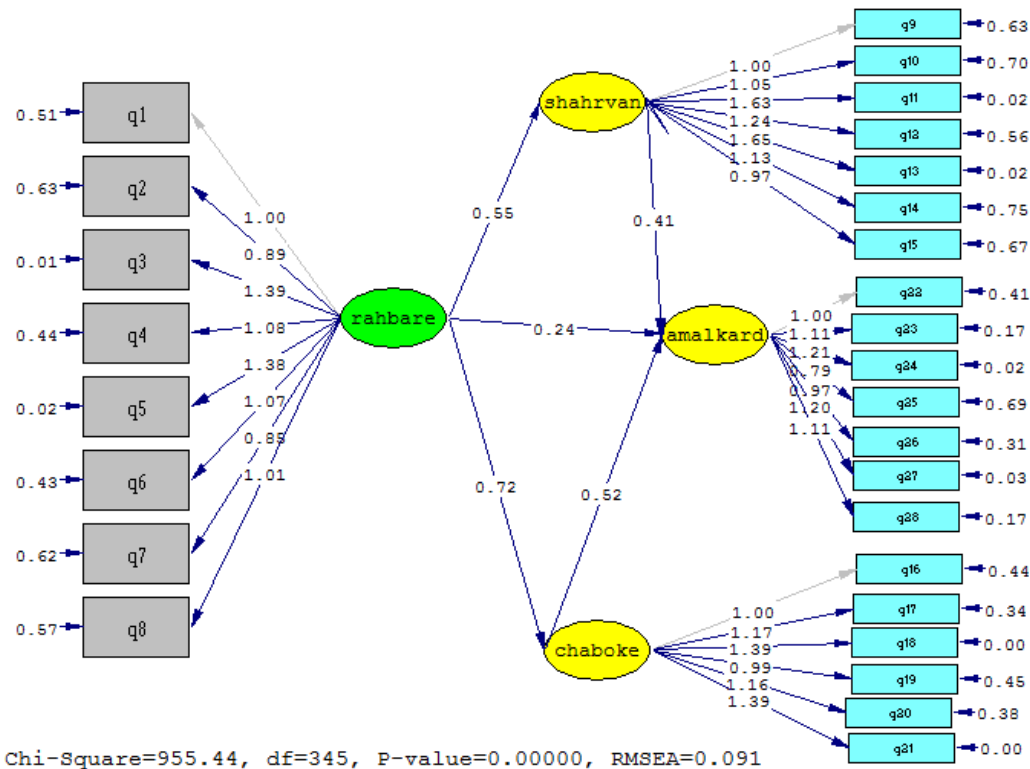 0.51 q1
0.63 q2
0.01 q3
0.44 q4
0.02 q5
0.43 q6
0.62 q7
0.57 q8
1.00
0.89
1.39
1.08
1.38
1.07
0.88
1.01
rahbare
0.55
0.24
0.72
shahrvan
0.41
amalkard
0.52
chaboke
1.00
1.05
1.63
1.24
1.65
1.13
0.97
q9 0.63
q10 0.70
q11 0.02
q12 0.56
q13 0.02
q14 0.75
q15 0.67
1.00
1.11
1.21
0.79
0.97
1.20
1.11
q22 0.41
q23 0.17
q24 0.02
q25 0.69
q26 0.31
q27 0.03
q28 0.17
1.00
1.17
1.39
0.99
1.16
1.39
q16 0.44
q17 0.34
q18 0.00
q19 0.45
q20 0.38
q21 0.00
Chi-Square=955.44, df=345, P-value=0.00000, RMSEA=0.091